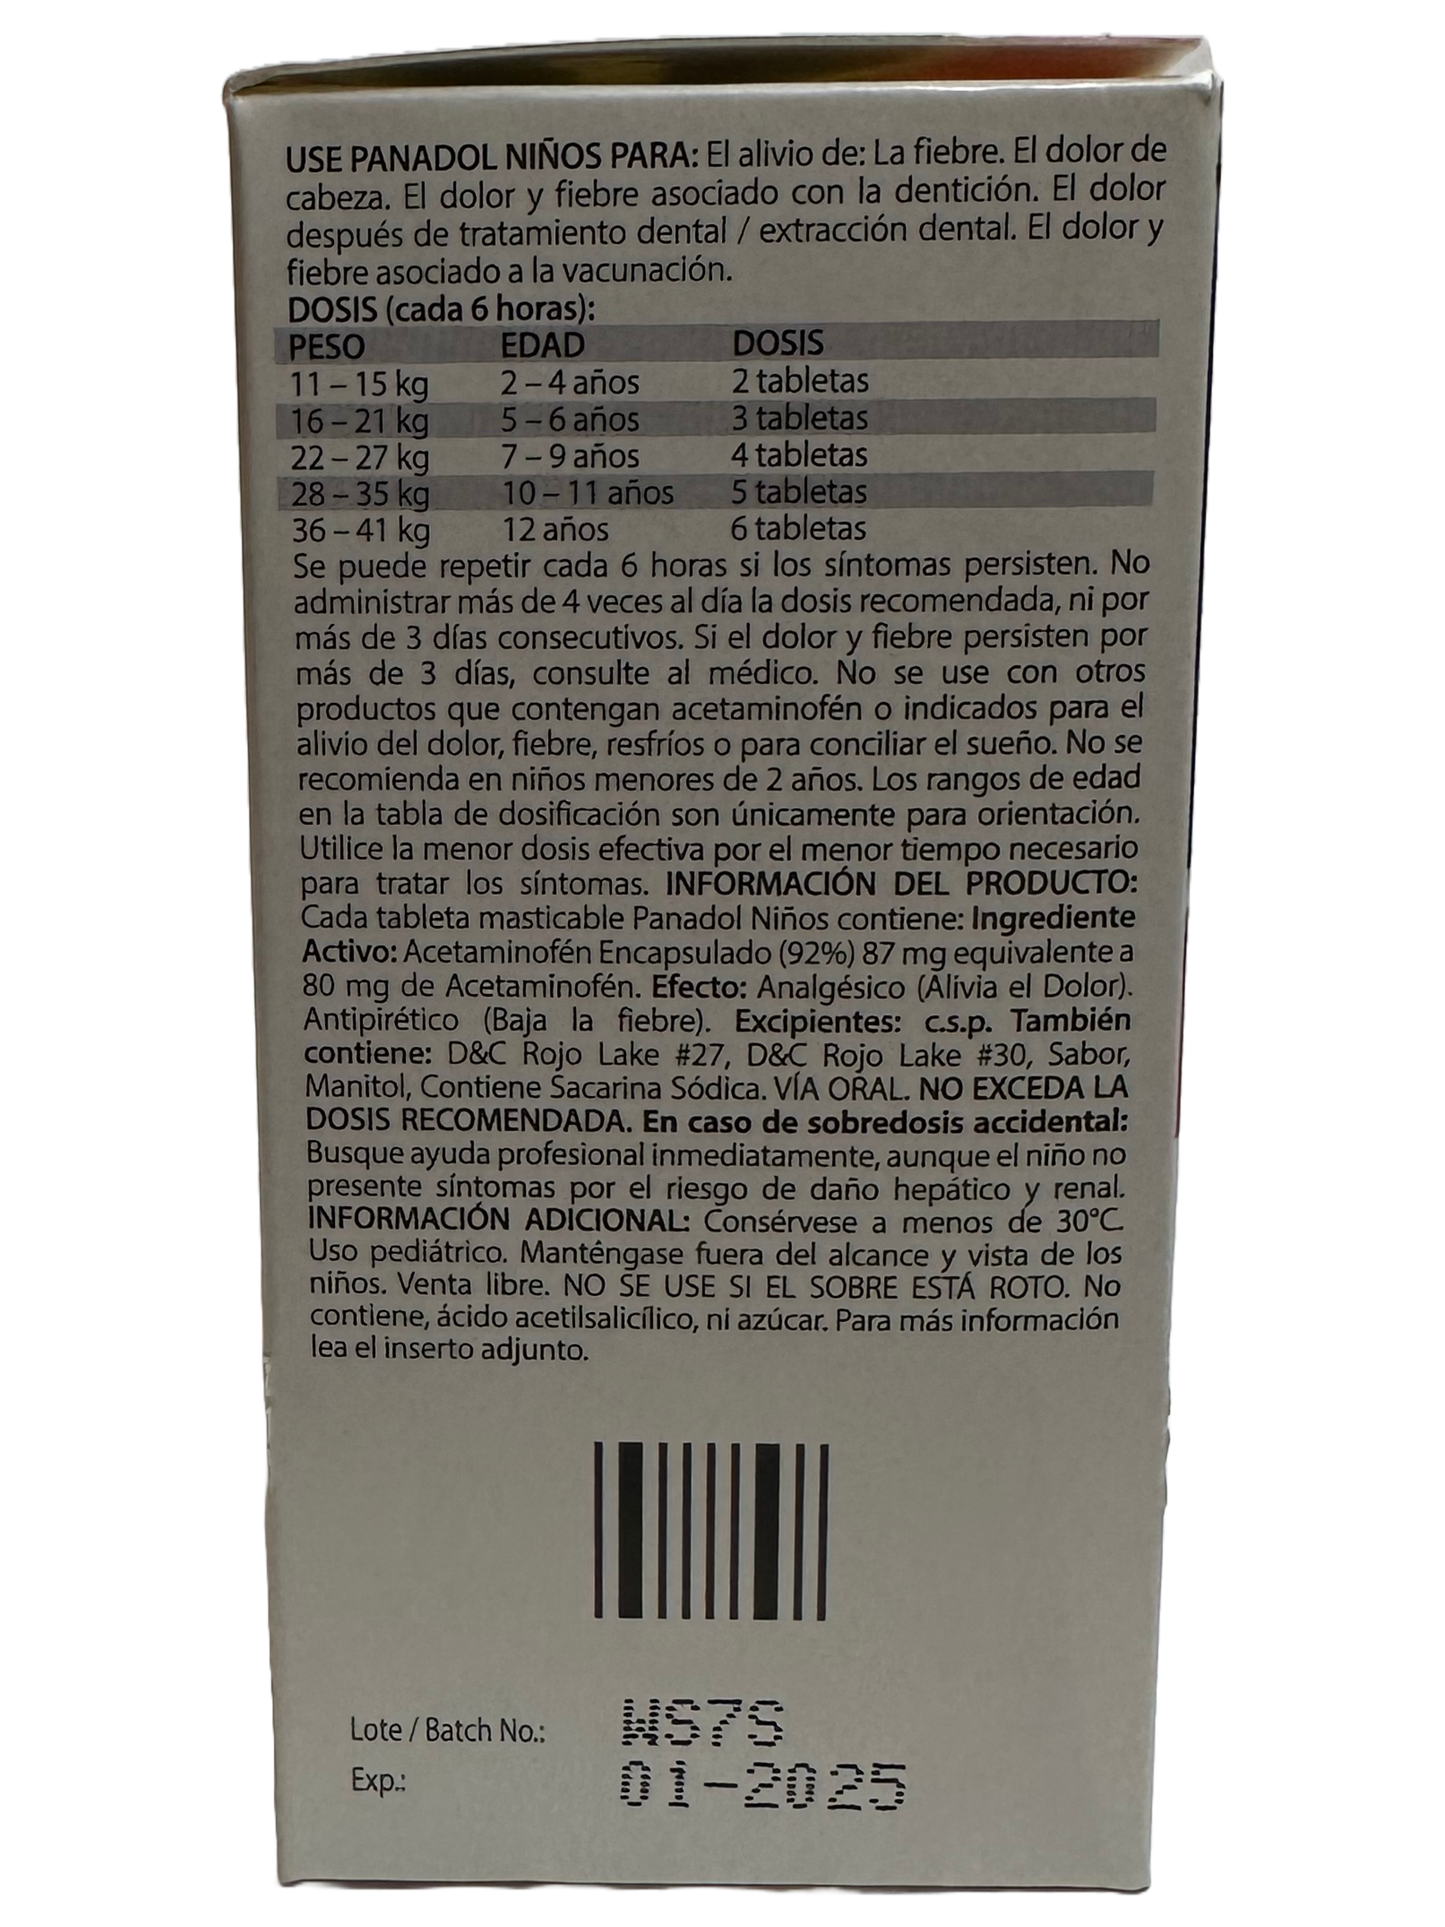 USE PANADOL NIÑOS PARA: El alivio de: La fiebre. El dolor de
cabeza. El dolor y fiebre asociado con la dentición. El dolor
después de tratamiento dental / extracción dental. El dolor y
fiebre asociado a la vacunación.
DOSIS (cada 6 horas):
PESO EDAD DOSIS
11 – 15 kg 2 – 4 años 2 tabletas
16 – 21 kg 5 – 6 años 3 tabletas
22 – 27 kg 7 – 9 años 4 tabletas
28 – 35 kg 10 – 11 años 5 tabletas
36 – 41 kg 12 años 6 tabletas
Se puede repetir cada 6 horas si los síntomas persisten. No
administrar más de 4 veces al día la dosis recomendada, ni por
más de 3 días consecutivos. Si el dolor y fiebre persisten por
más de 3 días, consulte al médico. No se use con otros
productos que contengan acetaminofén o indicados para el
alivio del dolor, fiebre, resfríos o para conciliar el sueño. No se
recomienda en niños menores de 2 años. Los rangos de edad
en la tabla de dosificación son únicamente para orientación.
Utilice la menor dosis efectiva por el menor tiempo necesario
para tratar los síntomas. INFORMACIÓN DEL PRODUCTO:
Cada tableta masticable Panadol Niños contiene: Ingrediente
Activo: Acetaminofén Encapsulado (92%) 87 mg equivalente a
80 mg de Acetaminofén. Efecto: Analgésico (Alivia el Dolor).
Antipirético (Baja la fiebre). Excipientes: c.s.p. También
contiene: D&C Rojo Lake #27, D&C Rojo Lake #30, Sabor,
Manitol, Contiene Sacarina Sódica. VÍA ORAL. NO EXCEDA LA
DOSIS RECOMENDADA. En caso de sobredosis accidental:
Busque ayuda profesional inmediatamente, aunque el niño no
presente síntomas por el riesgo de daño hepático y renal.
INFORMACIÓN ADICIONAL: Consérvese a menos de 30°C.
Uso pediátrico. Manténgase fuera del alcance y vista de los
niños. Venta libre. NO SE USE SI EL SOBRE ESTÁ ROTO. No
contiene, ácido acetilsalicílico, ni azúcar. Para más información
lea el inserto adjunto.
Lote / Batch No.: WS7S
Exp.: 01-2025